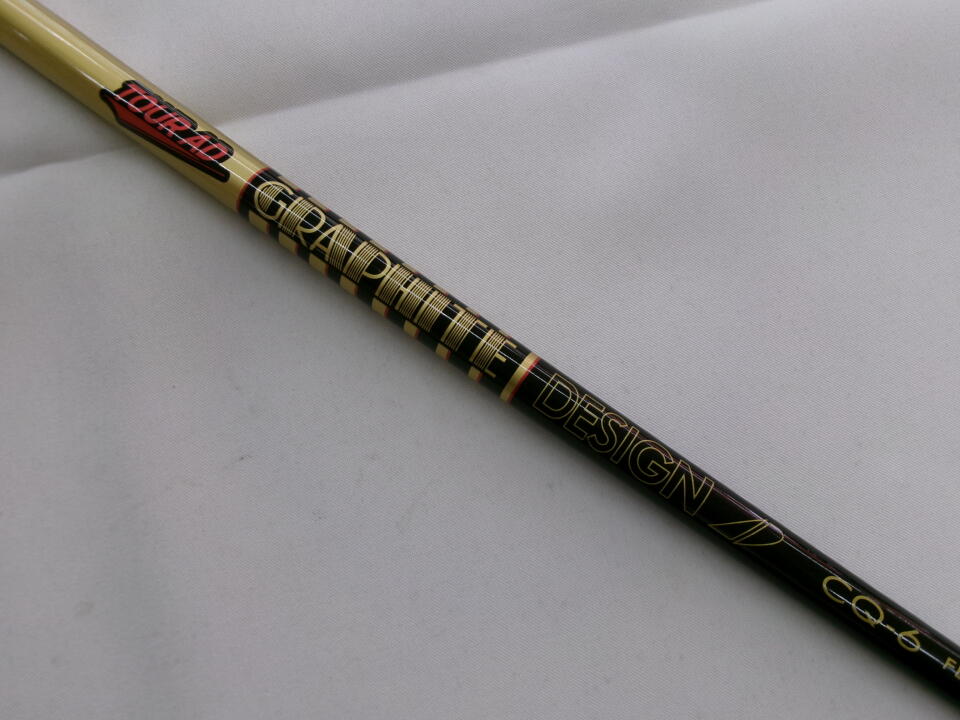 TOUR AD
GRAPHITE
DESIGN
CQ-6